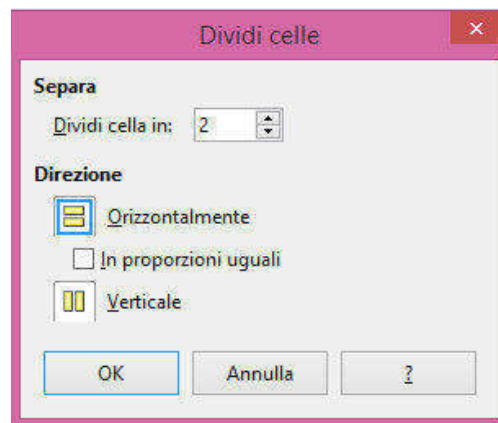 Dividi celle
Separa
Dividi cella in: 2
Direzione
Orizzontalmente
In proporzioni uguali
Verticale
OK Annulla ?